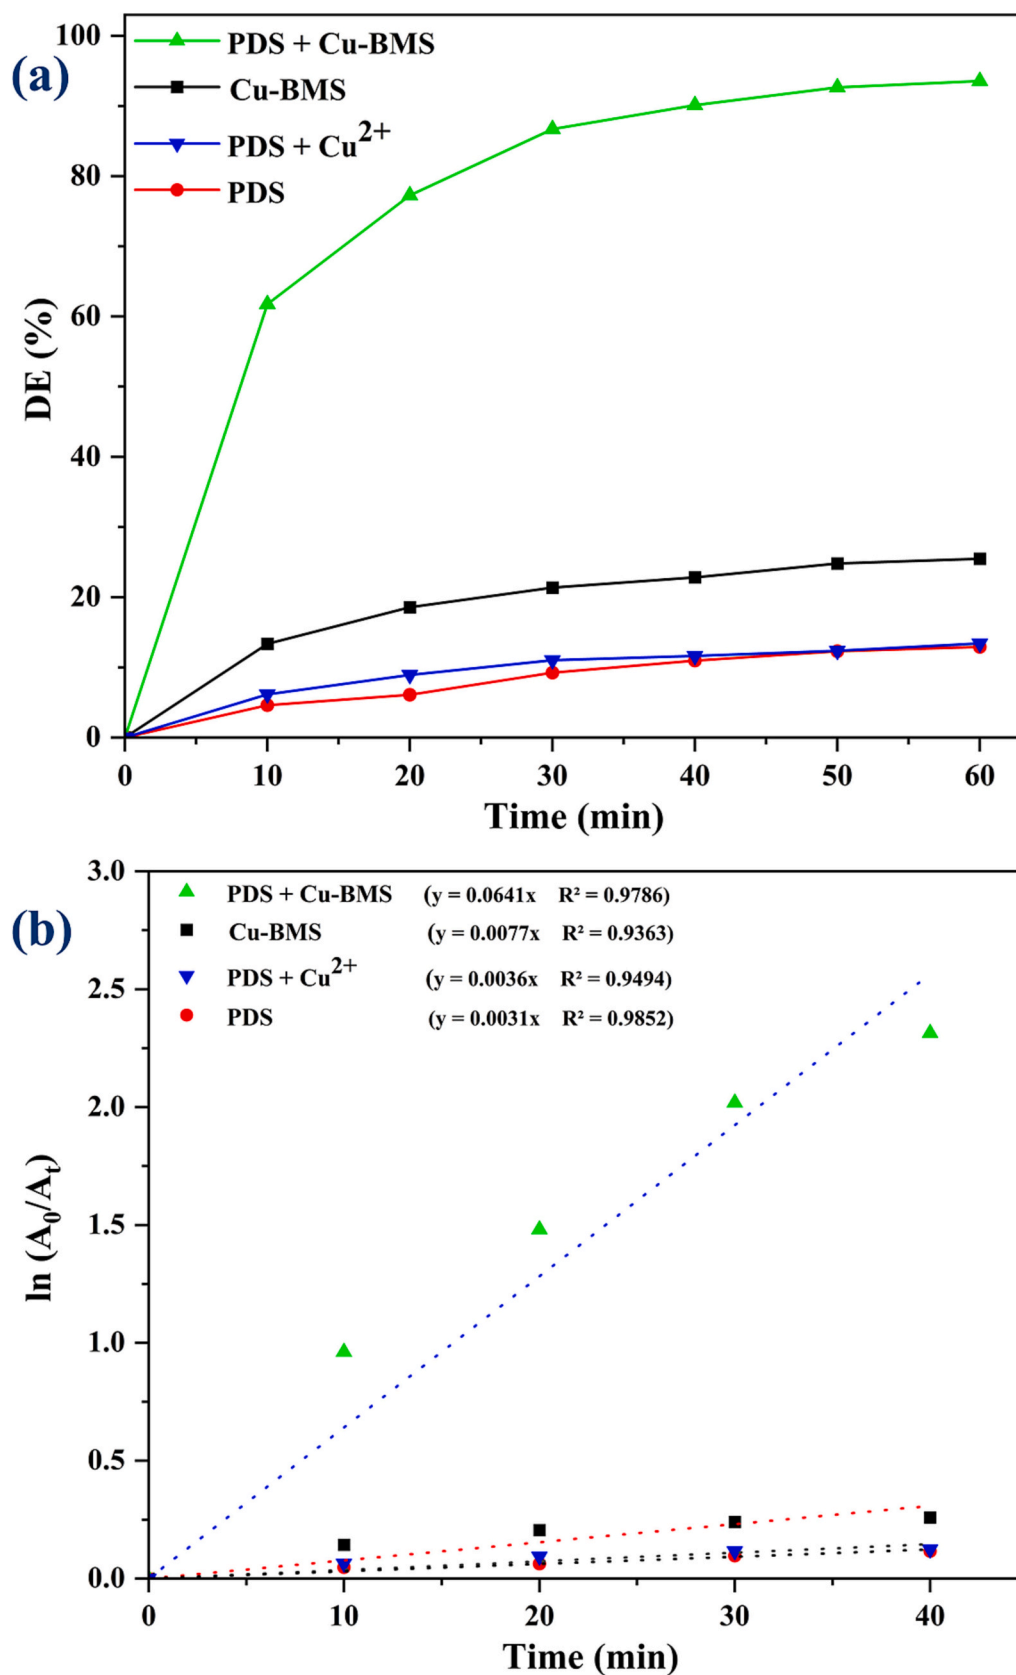 (a)
PDS + Cu-BMS
Cu-BMS
PDS + Cu²⁺
PDS
100
80
60
40
20
0
DE (%)
0 10 20 30 40 50 60
Time (min)
(b)
PDS + Cu-BMS (y = 0.0641x R² = 0.9786)
Cu-BMS (y = 0.0077x R² = 0.9363)
PDS + Cu²⁺ (y = 0.0036x R² = 0.9494)
PDS (y = 0.0031x R² = 0.9852)
3.0
2.5
2.0
1.5
1.0
0.5
0.0
ln (A₀/Aₜ)
0 10 20 30 40
Time (min)